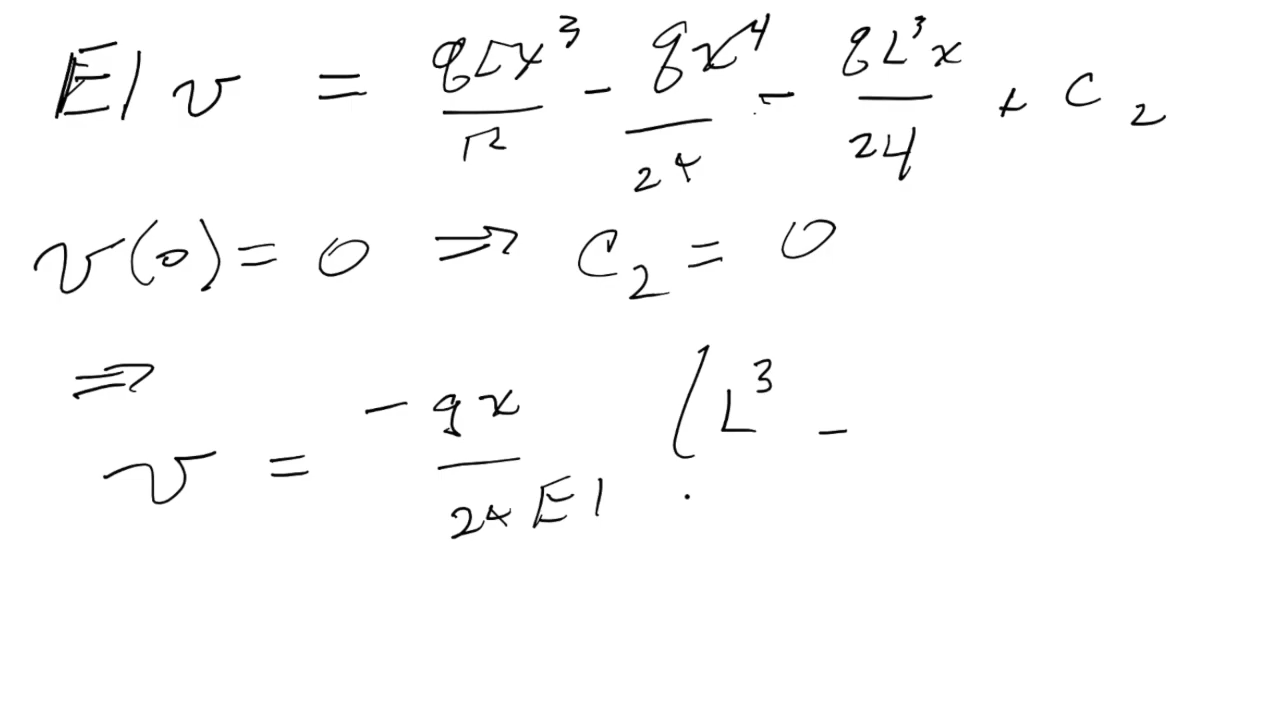 EI v = qLx³/12 - qx⁴/24 - qL³x/24 + C₂
v(0) = 0 ⇒ C₂ = 0
⇒
v = -qx/24EI (L³ -